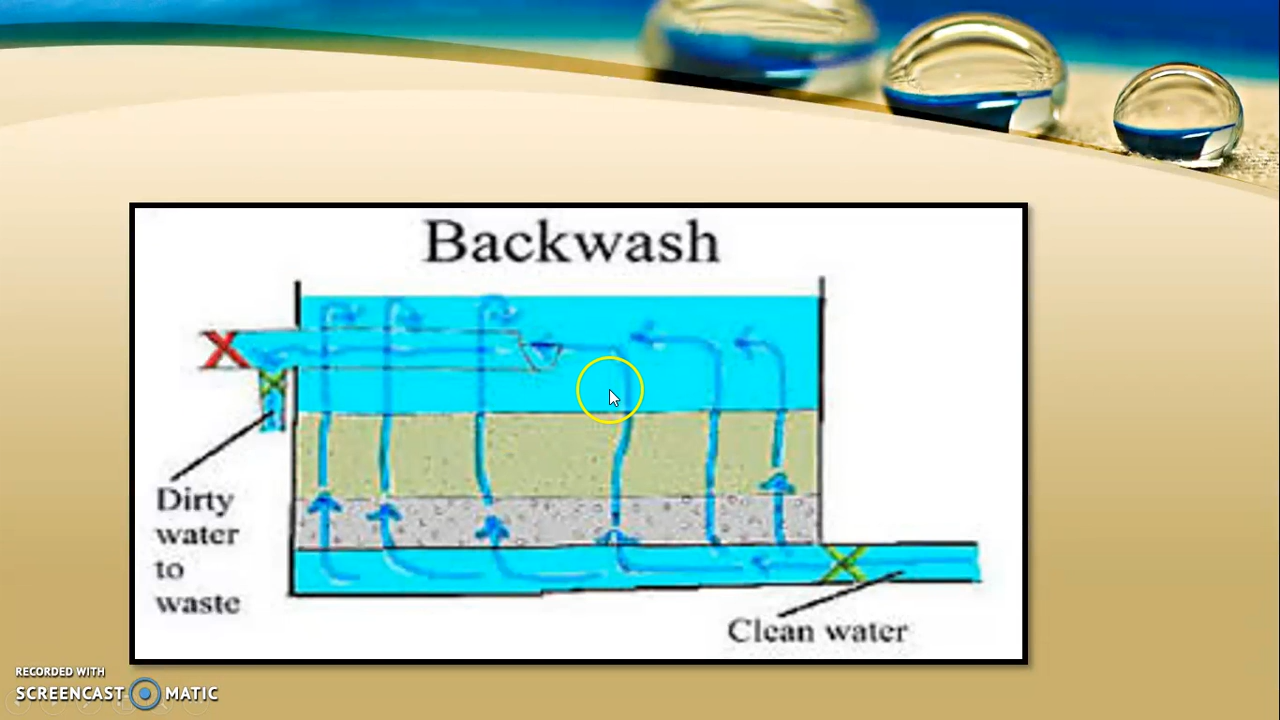 Backwash
Dirty
water
to
waste
Clean water
RECORDED WITH
SCREENCAST MATIC